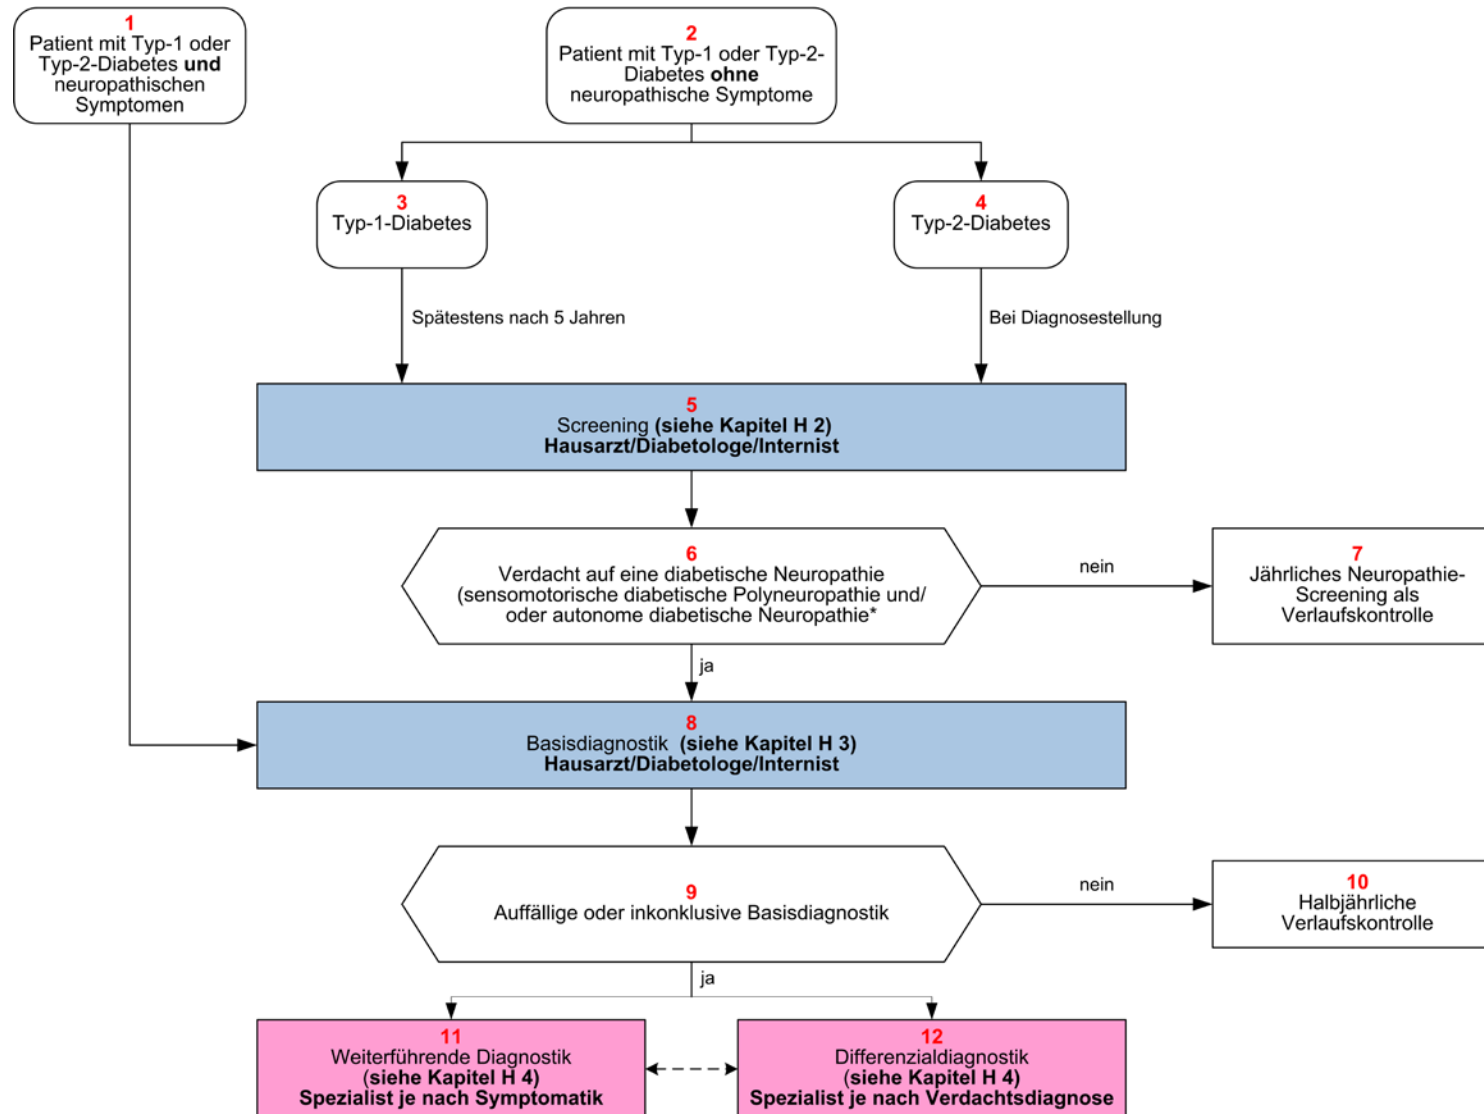 1
Patient mit Typ-1 oder
Typ-2-Diabetes und
neuropathischen
Symptomen
2
Patient mit Typ-1 oder Typ-2-
Diabetes ohne
neuropathische Symptome
3
Typ-1-Diabetes
4
Typ-2-Diabetes
Spätestens nach 5 Jahren
Bei Diagnosestellung
5
Screening (siehe Kapitel H 2)
Hausarzt/Diabetologe/Internist
6
Verdacht auf eine diabetische Neuropathie
(sensomotorische diabetische Polyneuropathie und/
oder autonome diabetische Neuropathie*
nein
7
Jährliches Neuropathie-
Screening als
Verlaufskontrolle
ja
8
Basisdiagnostik (siehe Kapitel H 3)
Hausarzt/Diabetologe/Internist
9
Auffällige oder inkonklusive Basisdiagnostik
nein
10
Halbjährliche
Verlaufskontrolle
ja
11
Weiterführende Diagnostik
(siehe Kapitel H 4)
Spezialist je nach Symptomatik
12
Differenzialdiagnostik
(siehe Kapitel H 4)
Spezialist je nach Verdachtsdiagnose